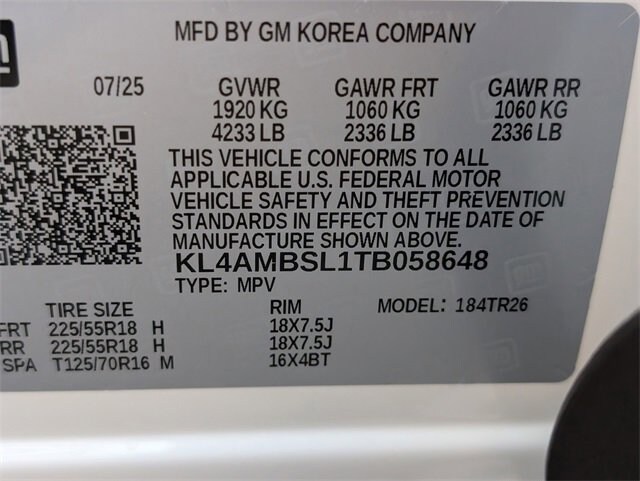 m
MFD BY GM KOREA COMPANY
07/25 GVWR GAWR FRT GAWR RR
1920 KG 1060 KG 1060 KG
4233 LB 2336 LB 2336 LB
THIS VEHICLE CONFORMS TO ALL
APPLICABLE U.S. FEDERAL MOTOR
VEHICLE SAFETY AND THEFT PREVENTION
STANDARDS IN EFFECT ON THE DATE OF
MANUFACTURE SHOWN ABOVE.
KL4AMBSL1TB058648
TYPE: MPV
TIRE SIZE RIM MODEL: 184TR26
FRT 225/55R18 H 18X7.5J
RR 225/55R18 H 18X7.5J
SPA T125/70R16 M 16X4BT